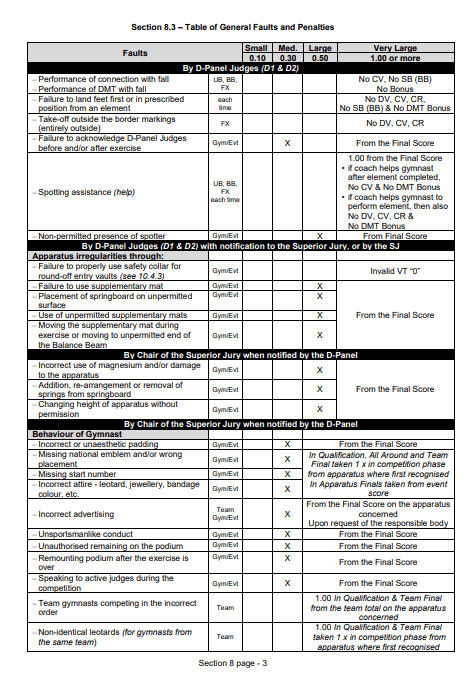 Section 8.3 – Table of General Faults and Penalties
Faults
Small Med. Large Very Large
0.10 0.30 0.50 1.00 or more
By D-Panel Judges (D1 & D2)
– Performance of connection with fall
– Performance of DMT with fall
UB, BB,
FX
No CV, No SB (BB)
No Bonus
– Failure to land feet first or in prescribed
position from an element
each
time
No DV, CV, CR,
No SB (BB) & No DMT Bonus
– Take-off outside the border markings
(entirely outside)
FX
No DV, CV, CR
– Failure to acknowledge D-Panel Judges
before and/or after exercise
Gym/Evt
X
From the Final Score
– Spotting assistance (help)
UB, BB,
FX
each time
1.00 from the Final Score
• if coach helps gymnast
after element completed,
No CV & No DMT Bonus
• if coach helps gymnast to
perform element, then also
No DV, CV, CR &
No DMT Bonus
– Non-permitted presence of spotter
Gym/Evt
X
From Final Score
By D-Panel Judges (D1 & D2) with notification to the Superior Jury, or by the SJ
Apparatus irregularities through:
– Failure to properly use safety collar for
round-off entry vaults (see 10.4.3)
Gym/Evt
Invalid VT "0"
– Failure to use supplementary mat
Gym/Evt
X
– Placement of springboard on unpermitted
surface
Gym/Evt
X
– Use of unpermitted supplementary mats
Gym/Evt
X
– Moving the supplementary mat during
exercise or moving to unpermitted end of
the Balance Beam
Gym/Evt
X
From the Final Score
By Chair of the Superior Jury when notified by the D-Panel
– Incorrect use of magnesium and/or damage
to the apparatus
Gym/Evt
X
– Addition, re-arrangement or removal of
springs from springboard
Gym/Evt
X
– Changing height of apparatus without
permission
Gym/Evt
X
From the Final Score
By Chair of the Superior Jury when notified by the D-Panel
Behaviour of Gymnast
– Incorrect or unaesthetic padding
Gym/Evt
X
From the Final Score
– Missing national emblem and/or wrong
placement
Gym/Evt
X
– Missing start number
Gym/Evt
X
– Incorrect attire - leotard, jewellery, bandage
colour, etc.
Gym/Evt
X
In Qualification, All Around and Team
Final taken 1 x in competition phase
from apparatus where first recognised
In Apparatus Finals taken from event
score
– Incorrect advertising
Team
Gym/Evt
X
From the Final Score on the apparatus
concerned
Upon request of the responsible body
– Unsportsmanlike conduct
Gym/Evt
X
From the Final Score
– Unauthorised remaining on the podium
Gym/Evt
X
From the Final Score
– Remounting podium after the exercise is
over
Gym/Evt
X
From the Final Score
– Speaking to active judges during the
competition
Gym/Evt
X
From the Final Score
– Team gymnasts competing in the incorrect
order
Team
1.00 In Qualification & Team Final
from the team total on the apparatus
concerned
– Non-identical leotards (for gymnasts from
the same team)
Team
1.00 In Qualification & Team Final
taken 1 x in competition phase from
apparatus where first recognised
Section 8 page - 3